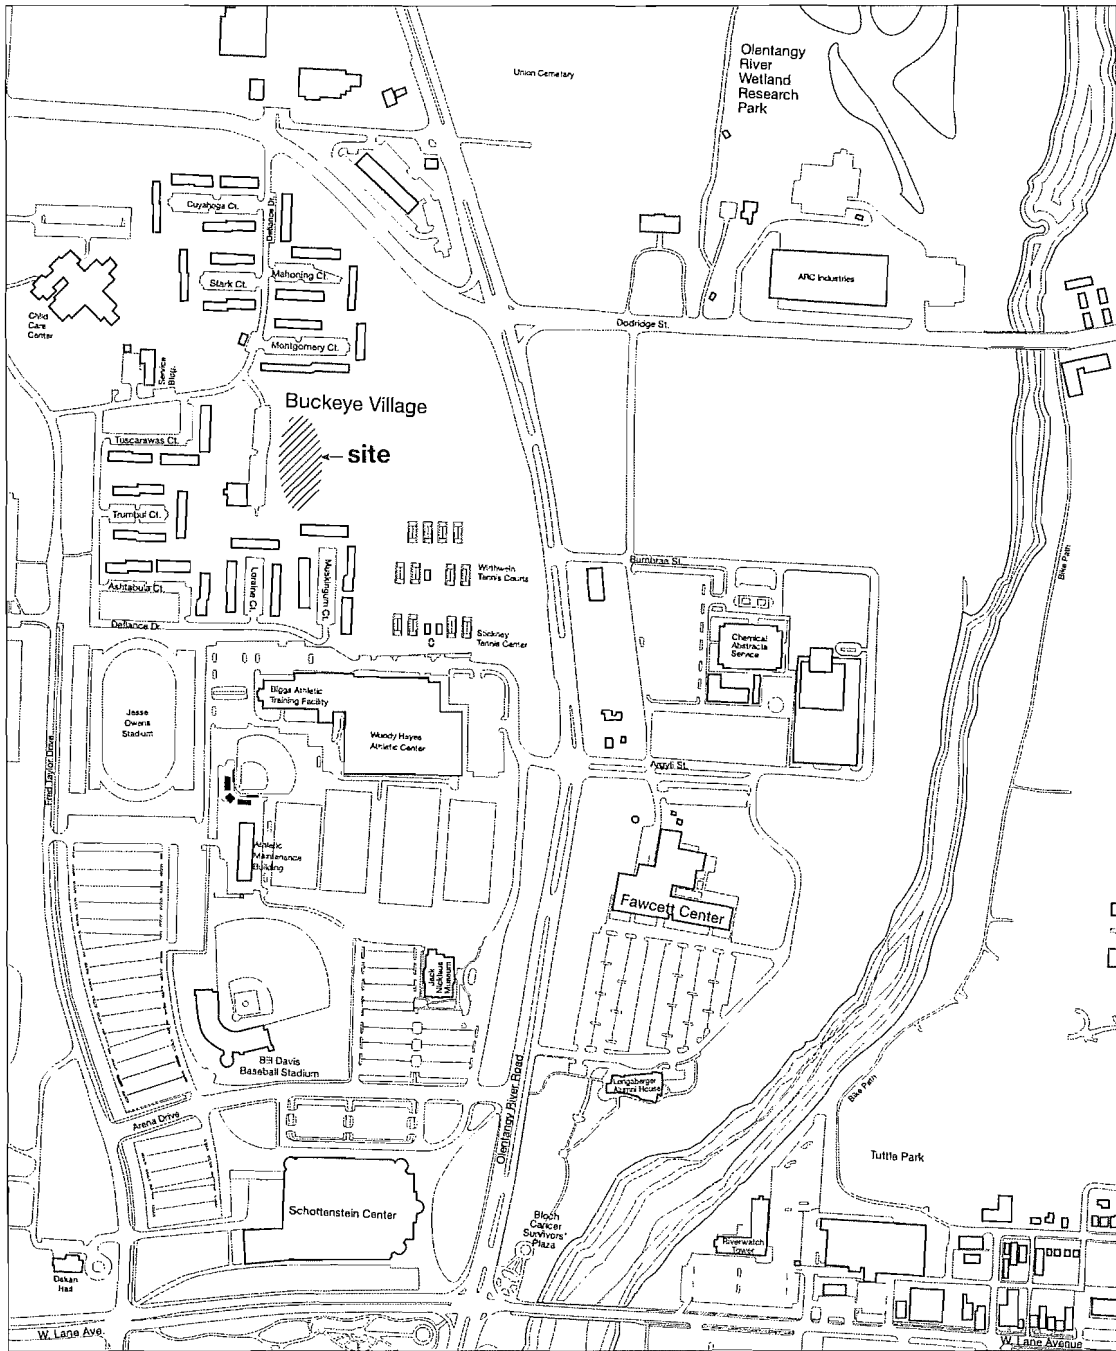 Olentangy
River
Wetland
Research
Park
Union Cemetary
Cuyahoga Ct.
Defiance Dr.
Stark Ct.
Mahoning Ct.
ARC Industries
Child
Care
Center
Dodridge St.
Montgomery Ct.
Service
Bldg.
Buckeye Village
Tuscarawas Ct.
site
Trumbul Ct.
Bike Path
Burnbrae St.
Withwein
Tennis Courts
Ashtabula Ct.
Loraine Ct.
Muskingum Ct.
Defiance Dr.
Stickney
Tennis Center
Chemical
Abstracts
Service
Biggs Athletic
Training Facility
Jesse
Owens
Stadium
Woody Hayes
Athletic Center
Fred Taylor Drive
Argyll St.
Athletic
Maintenance
Building
Fawcett Center
Jack
Nicklaus
Museum
Bill Davis
Baseball Stadium
Longaberger
Alumni House
Bike Path
Olentangy River Road
Arena Drive
Tuttle Park
Schottenstein Center
Bloch
Cancer
Survivors'
Plaza
Riverwatch
Tower
Dakan
Hall
W. Lane Ave.
W. Lane Avenue